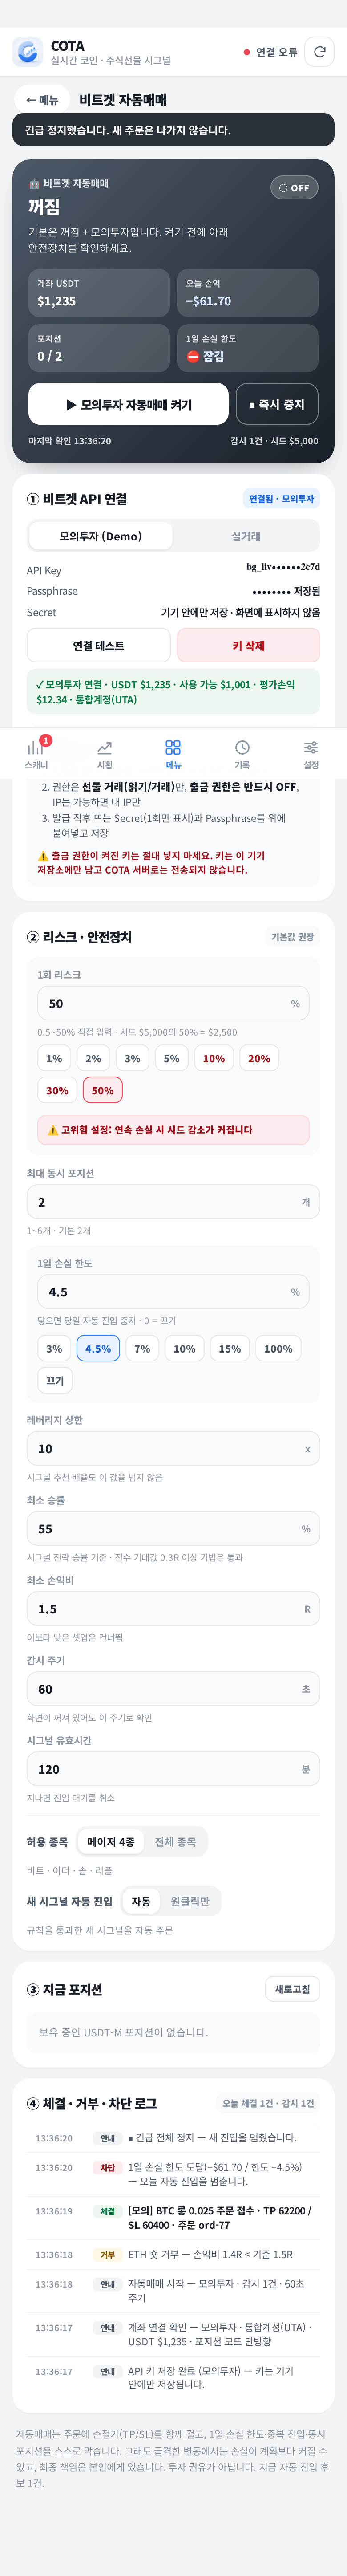 COTA
실시간 코인 · 주식선물 시그널
연결 오류
← 메뉴
비트겟 자동매매
긴급 정지했습니다. 새 주문은 나가지 않습니다.
🤖 비트겟 자동매매
OFF
꺼짐
기본은 꺼짐 + 모의투자입니다. 켜기 전에 아래
안전장치를 확인하세요.
계좌 USDT
$1,235
오늘 손익
−$61.70
포지션
0 / 2
1일 손실 한도
⛔ 잠김
▶ 모의투자 자동매매 켜기
■ 즉시 중지
마지막 확인 13:36:20
감시 1건 · 시드 $5,000
① 비트겟 API 연결
연결됨 · 모의투자
모의투자 (Demo)
실거래
API Key
bg_liv••••••2c7d
Passphrase
•••••••• 저장됨
Secret
기기 안에만 저장 · 화면에 표시하지 않음
연결 테스트
키 삭제
✓ 모의투자 연결 · USDT $1,235 · 사용 가능 $1,001 · 평가손익
$12.34 · 통합계정(UTA)
1
스캐너
시황
메뉴
기록
설정
2. 권한은 선물 거래(읽기/거래)만, 출금 권한은 반드시 OFF,
IP는 가능하면 내 IP만
3. 발급 직후 뜨는 Secret(1회만 표시)과 Passphrase를 위에
붙여넣고 저장
⚠️ 출금 권한이 켜진 키는 절대 넣지 마세요. 키는 이 기기
저장소에만 남고 COTA 서버로는 전송되지 않습니다.
② 리스크 · 안전장치
기본값 권장
1회 리스크
50
%
0.5~50% 직접 입력 · 시드 $5,000의 50% = $2,500
1%
2%
3%
5%
10%
20%
30%
50%
⚠️ 고위험 설정: 연속 손실 시 시드 감소가 커집니다
최대 동시 포지션
2
개
1~6개 · 기본 2개
1일 손실 한도
4.5
%
닿으면 당일 자동 진입 중지 · 0 = 끄기
3%
4.5%
7%
10%
15%
100%
끄기
레버리지 상한
10
x
시그널 추천 배율도 이 값을 넘지 않음
최소 승률
55
%
시그널 전략 승률 기준 · 전수 기대값 0.3R 이상 기법은 통과
최소 손익비
1.5
R
이보다 낮은 셋업은 건너뜀
감시 주기
60
초
화면이 꺼져 있어도 이 주기로 확인
시그널 유효시간
120
분
지나면 진입 대기를 취소
허용 종목
메이저 4종
전체 종목
비트 · 이더 · 솔 · 리플
새 시그널 자동 진입
자동
원클릭만
규칙을 통과한 새 시그널을 자동 주문
③ 지금 포지션
새로고침
보유 중인 USDT-M 포지션이 없습니다.
④ 체결 · 거부 · 차단 로그
오늘 체결 1건 · 감시 1건
13:36:20 안내 ■ 긴급 전체 정지 — 새 진입을 멈췄습니다.
13:36:20 차단 1일 손실 한도 도달(−$61.70 / 한도 −4.5%)
— 오늘 자동 진입을 멈춥니다.
13:36:19 체결 [모의] BTC 롱 0.025 주문 접수 · TP 62200 /
SL 60400 · 주문 ord-77
13:36:18 거부 ETH 숏 거부 — 손익비 1.4R < 기준 1.5R
13:36:18 안내 자동매매 시작 — 모의투자 · 감시 1건 · 60초
주기
13:36:17 안내 계좌 연결 확인 — 모의투자 · 통합계정(UTA) ·
USDT $1,235 · 포지션 모드 단방향
13:36:17 안내 API 키 저장 완료 (모의투자) — 키는 기기
안에만 저장됩니다.
자동매매는 주문에 손절가(TP/SL)를 함께 걸고, 1일 손실 한도·중복 진입·동시
포지션을 스스로 막습니다. 그래도 급격한 변동에서는 손실이 계획보다 커질 수
있고, 최종 책임은 본인에게 있습니다. 투자 권유가 아닙니다. 지금 자동 진입 후
보 1건.